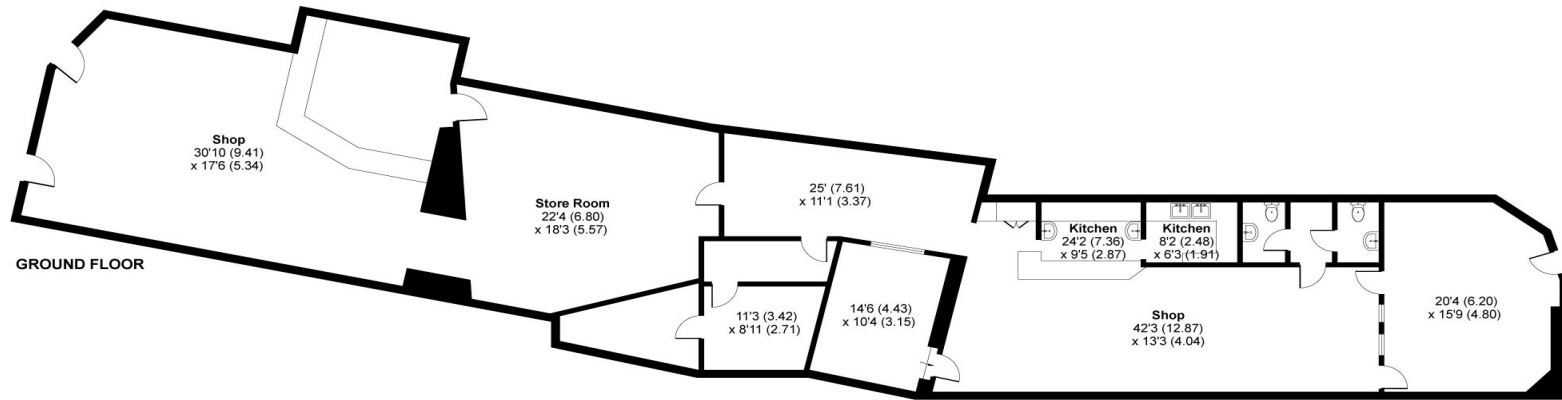 Shop
30'10 (9.41)
x 17'6 (5.34)
Store Room
22'4 (6.80)
x 18'3 (5.57)
25' (7.61)
x 11'1 (3.37)
Kitchen
24'2 (7.36)
x 9'5 (2.87)
Kitchen
8'2 (2.48)
x 6'3 (1.91)
GROUND FLOOR
11'3 (3.42)
x 8'11 (2.71)
14'6 (4.43)
x 10'4 (3.15)
Shop
42'3 (12.87)
x 13'3 (4.04)
20'4 (6.20)
x 15'9 (4.80)